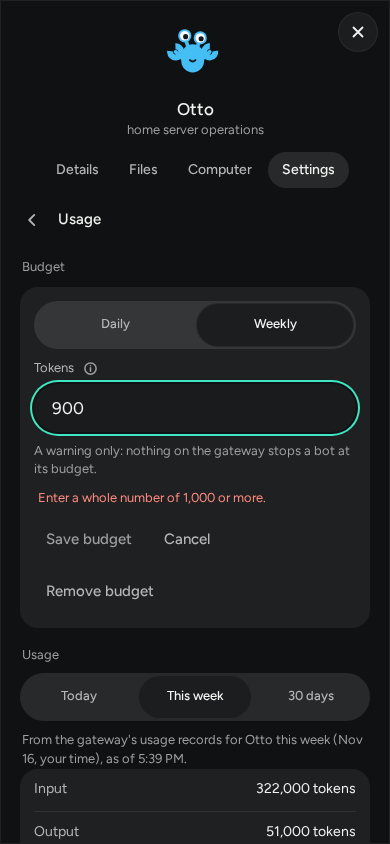 Otto
home server operations
Details Files Computer Settings
Usage
Budget
Daily Weekly
Tokens
900
A warning only: nothing on the gateway stops a bot at
its budget.
Enter a whole number of 1,000 or more.
Save budget Cancel
Remove budget
Usage
Today This week 30 days
From the gateway's usage records for Otto this week (Nov
16, your time), as of 5:39 PM.
Input 322,000 tokens
Output 51,000 tokens